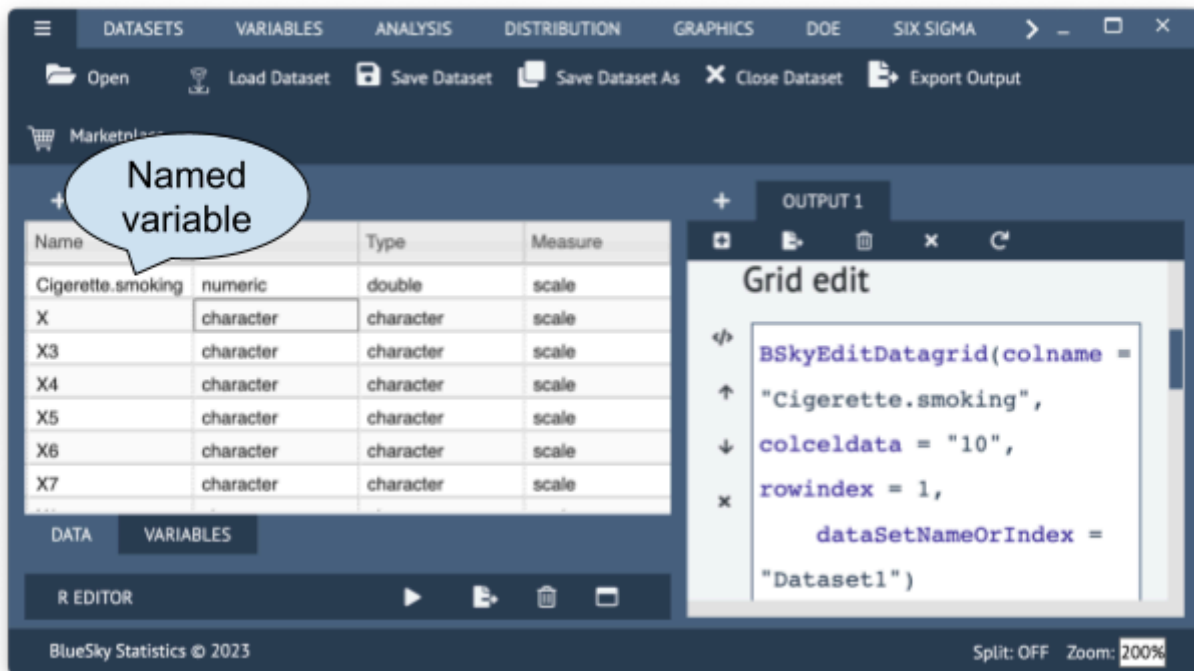 DATASETS VARIABLES ANALYSIS DISTRIBUTION GRAPHICS DOE SIX SIGMA
Open Load Dataset Save Dataset Save Dataset As Close Dataset Export Output
Marketplace
Named
variable
OUTPUT 1
Name Type Measure
Cigerette.smoking numeric double scale
X character character scale
X3 character character scale
X4 character character scale
X5 character character scale
X6 character character scale
X7 character character scale
Grid edit
BSkyEditDatagrid(colname =
"Cigerette.smoking",
colceldata = "10",
rowindex = 1,
dataSetNameOrIndex =
"Dataset1")
DATA VARIABLES
R EDITOR
BlueSky Statistics © 2023 Split: OFF Zoom: 200%